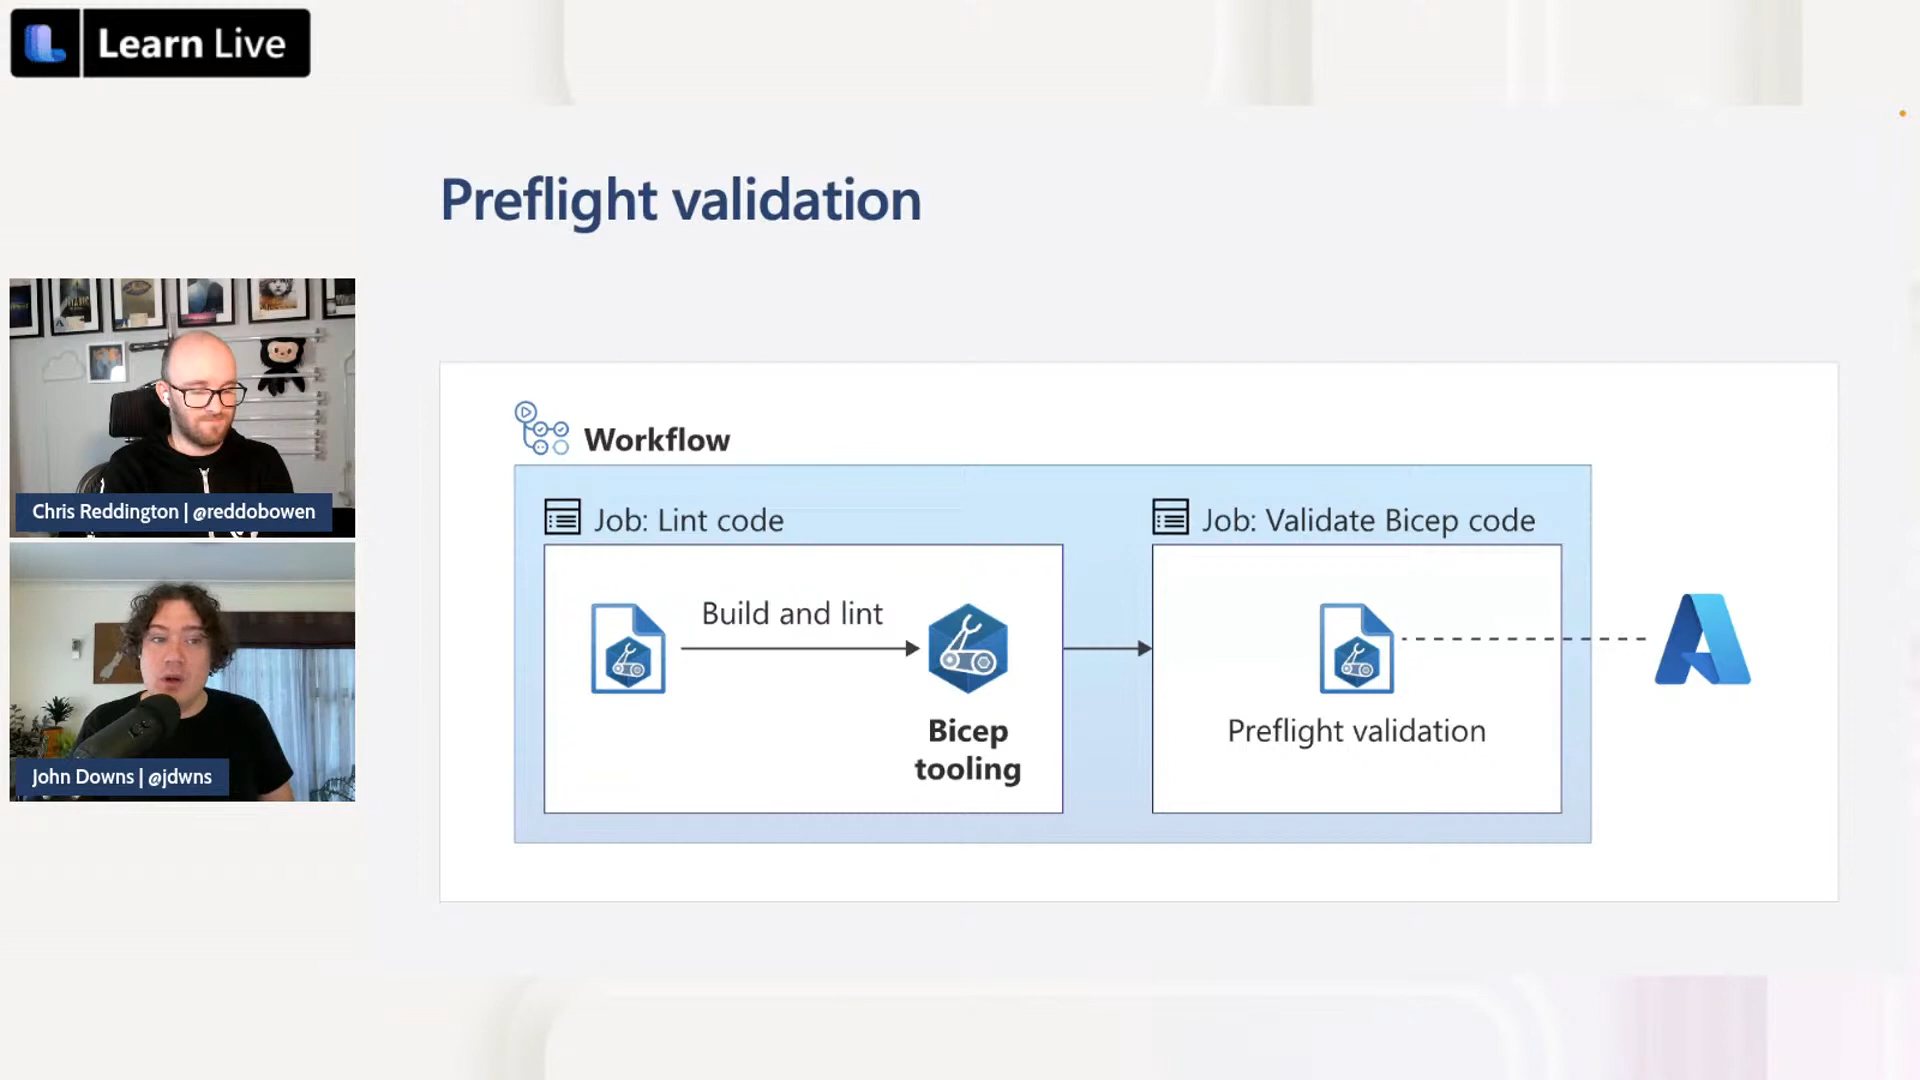 Learn Live
Preflight validation
Workflow
Job: Lint code
Job: Validate Bicep code
Build and lint
Bicep
tooling
Preflight validation
Chris Reddington | @reddobowen
John Downs | @jdwns